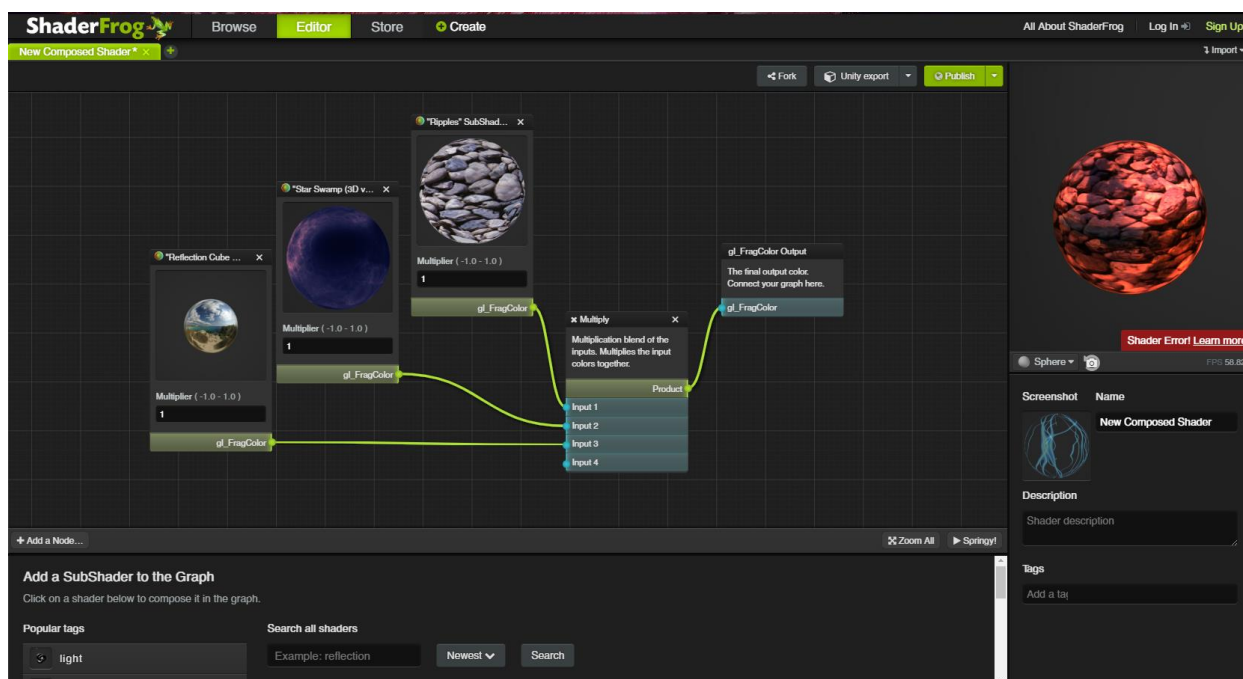 ShaderFrog
Browse
Editor
Store
Create
All About ShaderFrog
Log In
Sign Up
New Composed Shader*
Import
Fork
Unity export
Publish
"Ripples" SubShad...
"Star Swamp (3D v...
Multiplier ( -1.0 - 1.0 )
1
gl_FragColor
"Reflection Cube ...
Multiplier ( -1.0 - 1.0 )
1
gl_FragColor
Multiplier ( -1.0 - 1.0 )
1
gl_FragColor
gl_FragColor Output
The final output color.
Connect your graph here.
gl_FragColor
Multiply
Multiplication blend of the
inputs. Multiplies the input
colors together.
Product
Input 1
Input 2
Input 3
Input 4
Shader Error! Learn more
Sphere
FPS 58.82
Screenshot
Name
New Composed Shader
Description
Shader description
Tags
Add a tag
Add a Node...
Zoom All
Springy!
Add a SubShader to the Graph
Click on a shader below to compose it in the graph.
Popular tags
Search all shaders
light
Example: reflection
Newest
Search